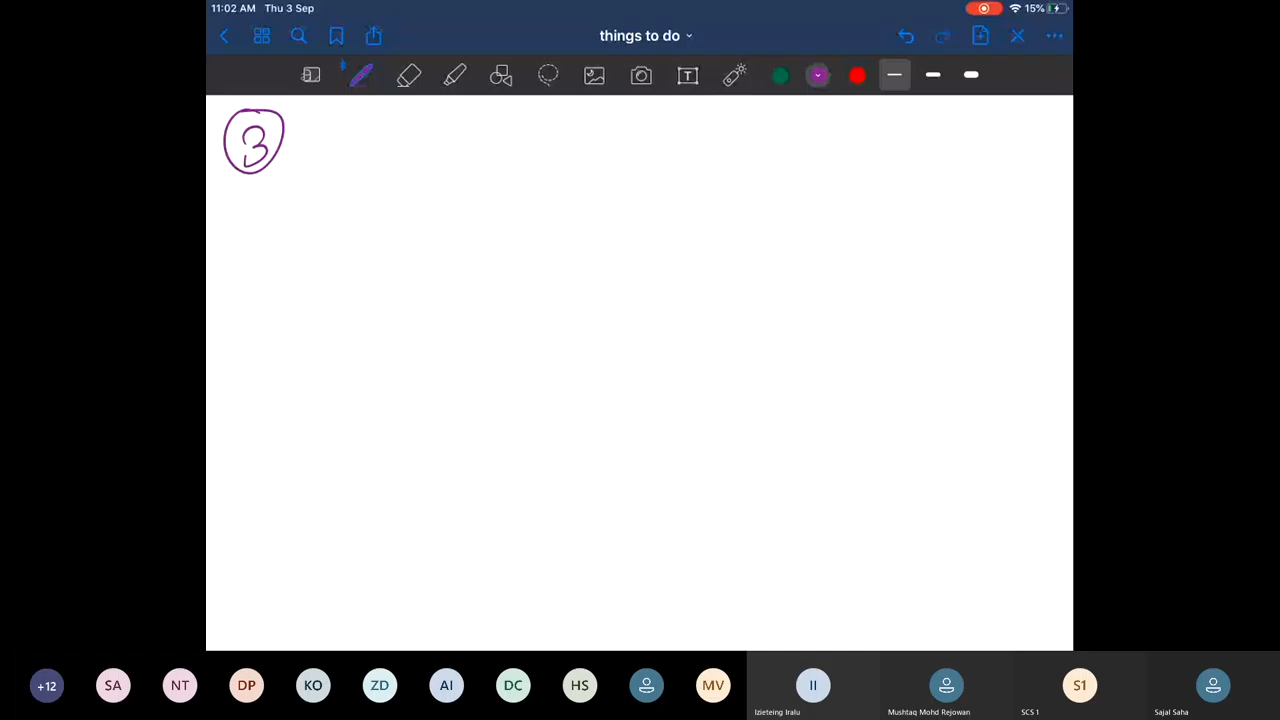 11:02 AM Thu 3 Sep 15%
things to do
T
3
+12 SA NT DP KO ZD AI DC HS MV II S1
Izieteing Iralu Mushtaq Mohd Rejowan SCS 1 Sajal Saha